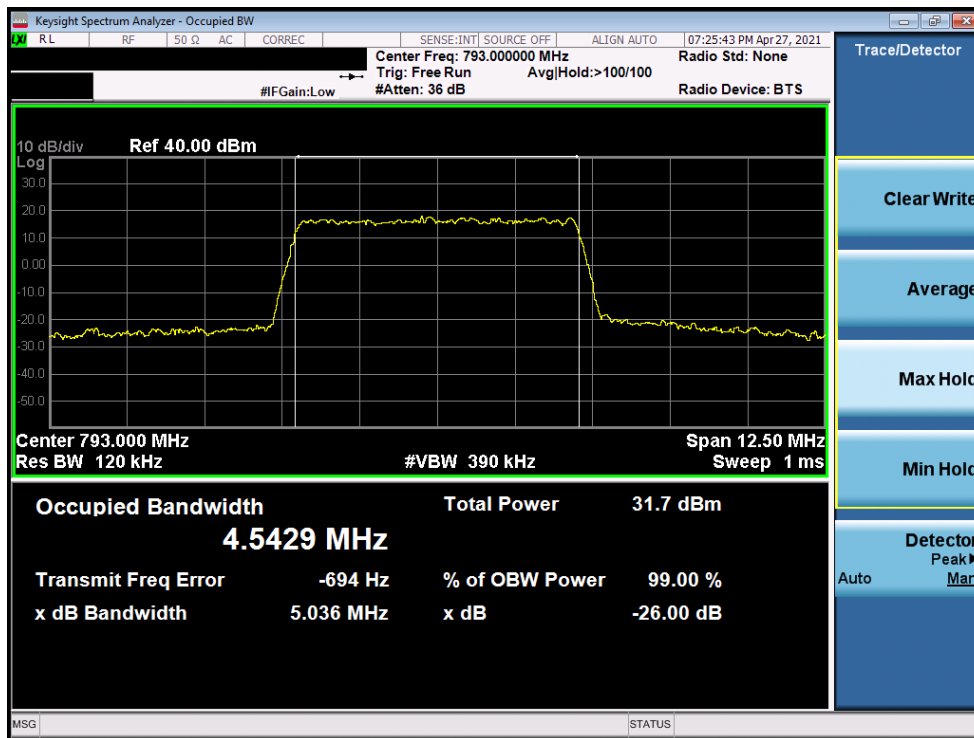 Keysight Spectrum Analyzer - Occupied BW
LXI RL RF 50 Ω AC CORREC SENSE:INT SOURCE OFF ALIGN AUTO 07:25:43 PM Apr 27, 2021
Center Freq: 793.000000 MHz Radio Std: None
Trig: Free Run Avg|Hold:>100/100
#IFGain:Low #Atten: 36 dB Radio Device: BTS
Trace/Detector
10 dB/div Ref 40.00 dBm
Log
30.0
20.0
10.0
0.00
-10.0
-20.0
-30.0
-40.0
-50.0
Center 793.000 MHz Span 12.50 MHz
Res BW 120 kHz #VBW 390 kHz Sweep 1 ms
Occupied Bandwidth Total Power 31.7 dBm
4.5429 MHz
Transmit Freq Error -694 Hz % of OBW Power 99.00 %
x dB Bandwidth 5.036 MHz x dB -26.00 dB
Clear Write
Average
Max Hold
Min Hold
Detector
Peak▶
Auto Man
MSG STATUS